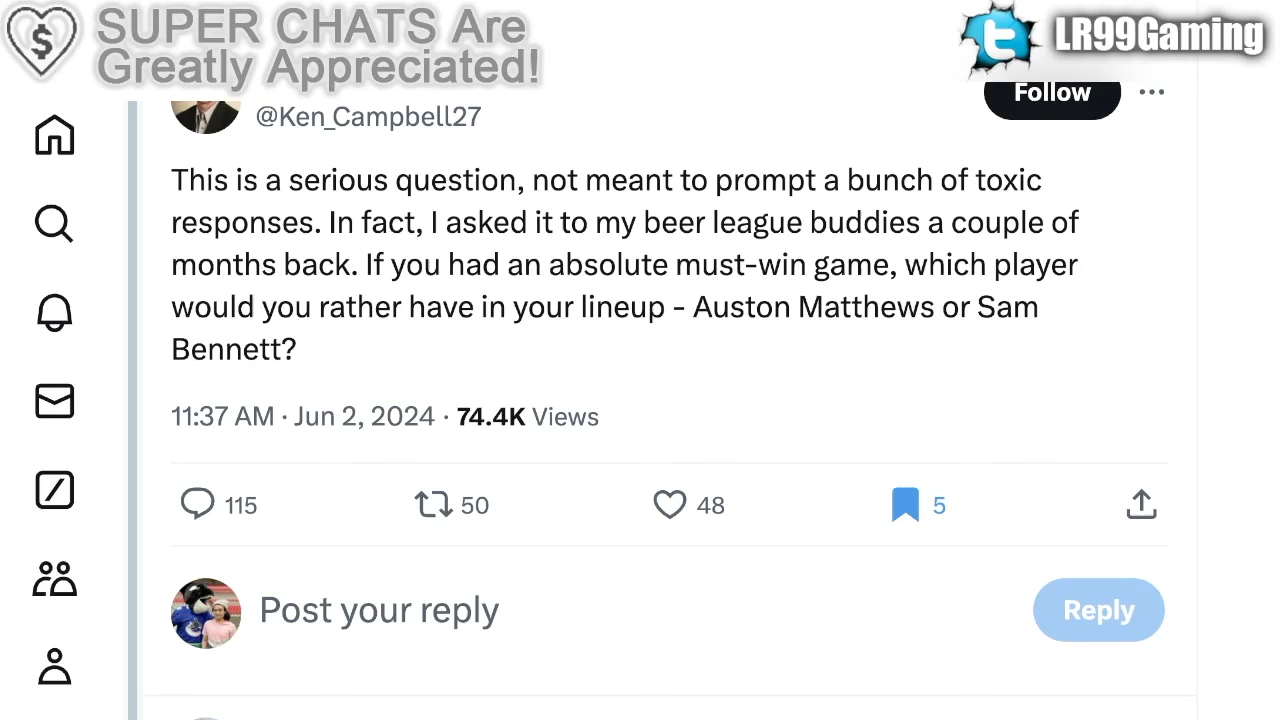 SUPER CHATS Are
Greatly Appreciated!
LR99Gaming
@Ken_Campbell27
Follow
This is a serious question, not meant to prompt a bunch of toxic
responses. In fact, I asked it to my beer league buddies a couple of
months back. If you had an absolute must-win game, which player
would you rather have in your lineup - Auston Matthews or Sam
Bennett?
11:37 AM · Jun 2, 2024 · 74.4K Views
115 50 48 5
Post your reply
Reply